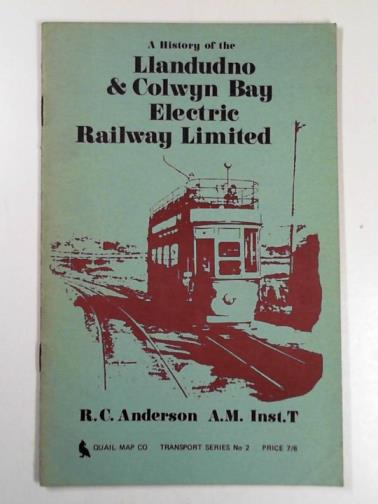 A History of the
Llandudno
& Colwyn Bay
Electric
Railway Limited
R.C. Anderson A.M. Inst.T
QUAIL MAP CO TRANSPORT SERIES No 2 PRICE 7/6